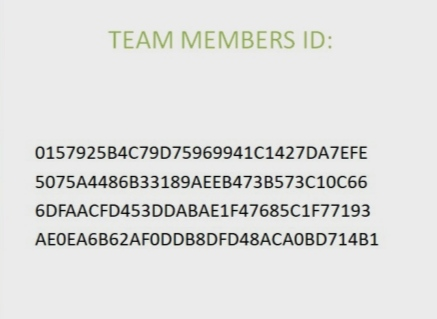 TEAM MEMBERS ID:
0157925B4C79D75969941C1427DA7EFE
5075A4486B33189AEEB473B573C10C66
6DFAACFD453DDABAE1F47685C1F77193
AE0EA6B62AF0DDB8DFD48ACA0BD714B1